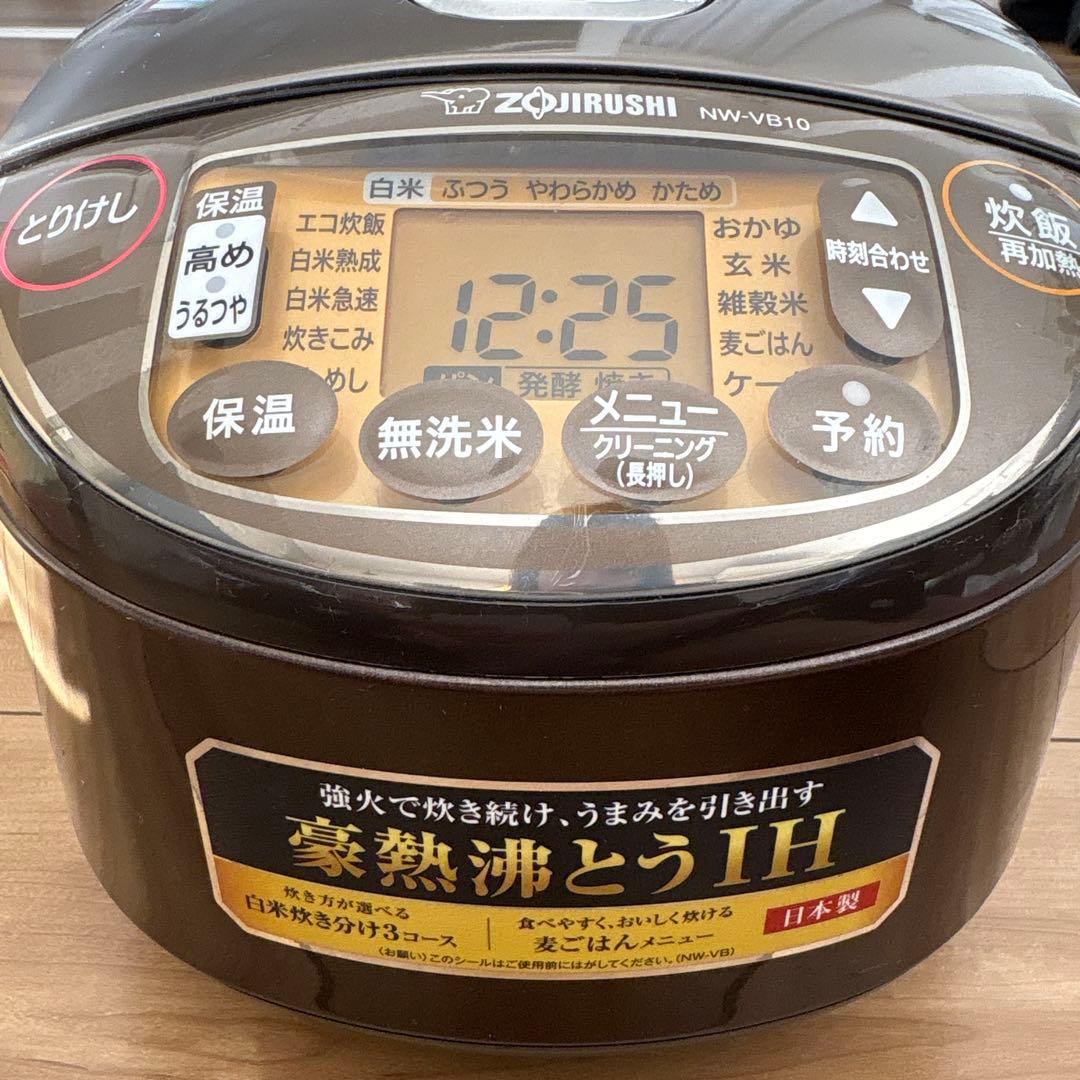 ZOJIRUSHI NW-VB10
とりけし
保温
高め
うるつや
白米 ふつう やわらかめ かため
エコ炊飯
白米熟成
白米急速
炊きこみ
めし
12:25
パン 発酵 焼き
おかゆ
玄米
雑穀米
麦ごはん
ケー
▲
時刻合わせ
▼
炊飯
再加熱
保温
無洗米
メニュー
クリーニング
(長押し)
予約
強火で炊き続け、うまみを引き出す
豪熱沸とうIH
炊き方が選べる
白米炊き分け3コース
食べやすく、おいしく炊ける
麦ごはんメニュー
日本製
(お願い)このシールはご使用前にはがしてください。(NW-VB)